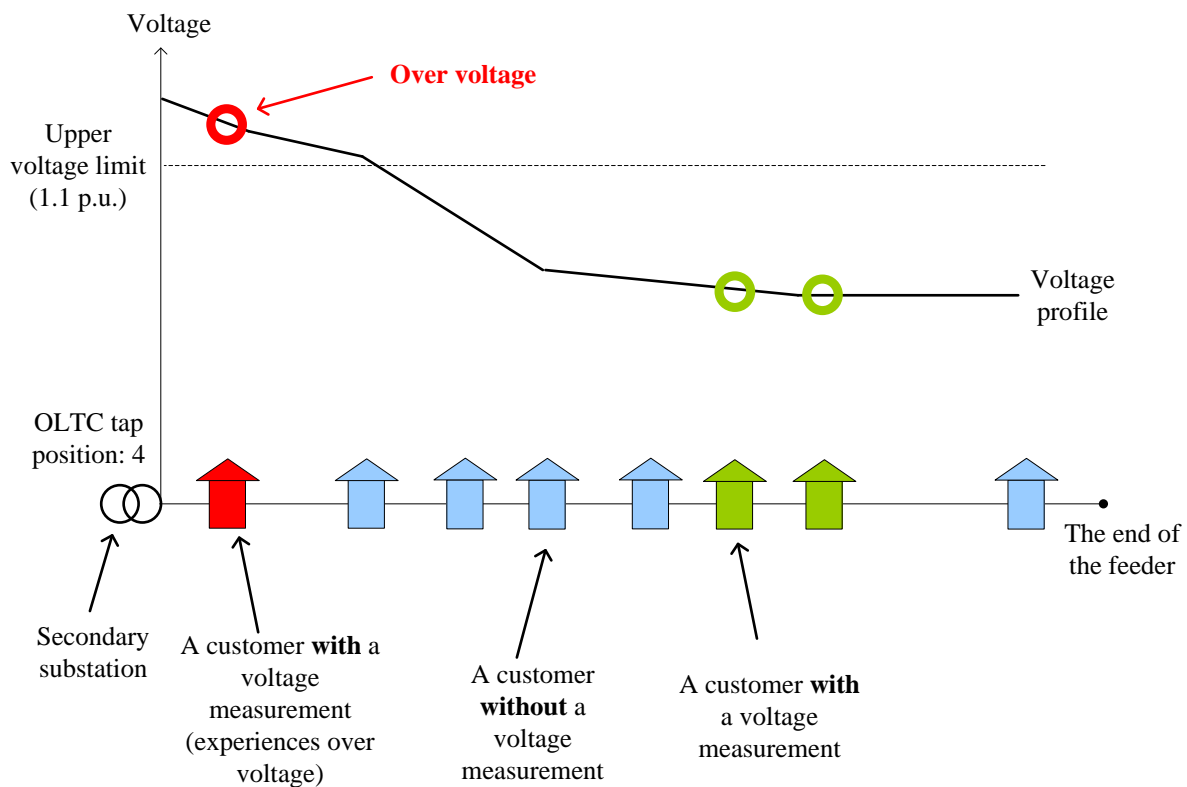 Voltage
Over voltage
Upper
voltage limit
(1.1 p.u.)
Voltage
profile
OLTC tap
position: 4
The end of
the feeder
Secondary
substation
A customer with a
voltage
measurement
(experiences over
voltage)
A customer
without a
voltage
measurement
A customer with
a voltage
measurement